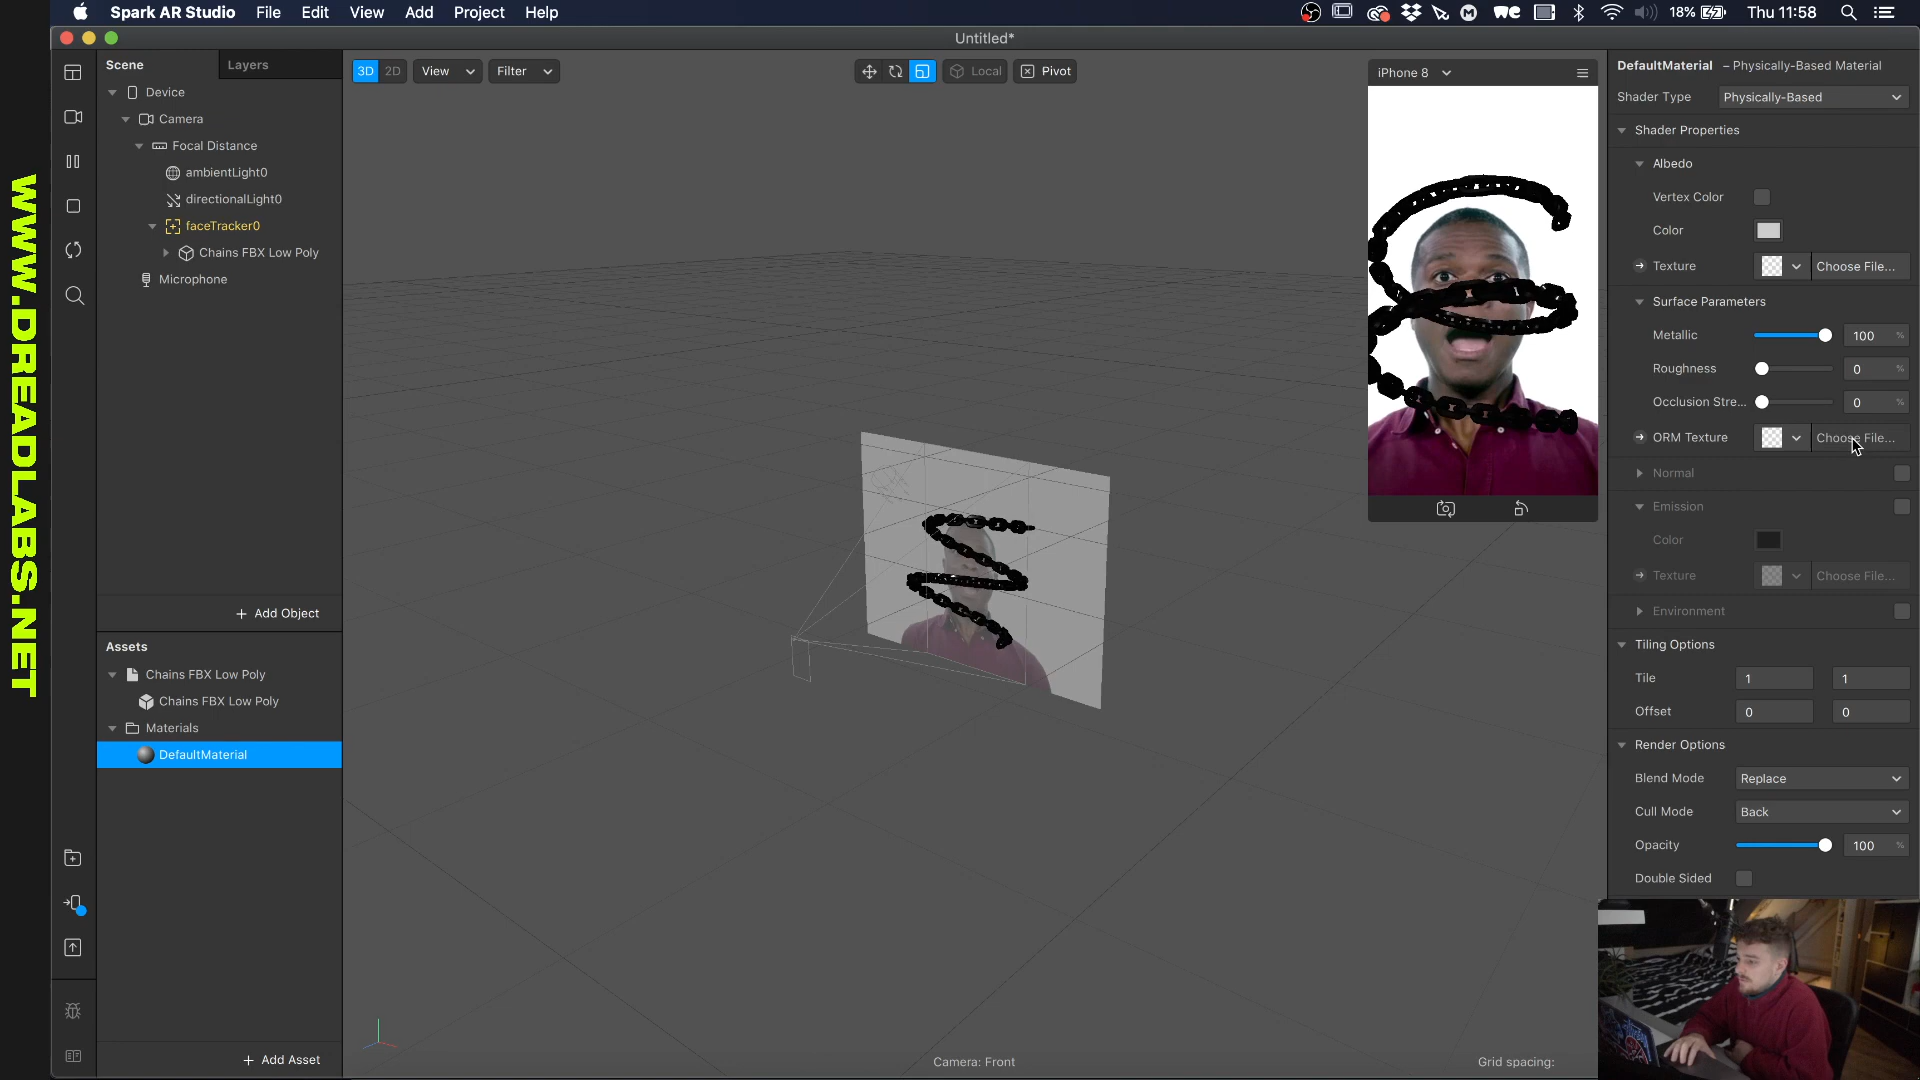 Spark AR Studio File Edit View Add Project Help
18% Thu 11:58
Untitled*
WWW.DREADLABS.NET
Scene
Layers
Device
Camera
Focal Distance
ambientLight0
directionalLight0
faceTracker0
Chains FBX Low Poly
Microphone
+ Add Object
Assets
Chains FBX Low Poly
Chains FBX Low Poly
Materials
DefaultMaterial
+ Add Asset
3D 2D View Filter
Local Pivot
iPhone 8
Camera: Front
Grid spacing:
DefaultMaterial – Physically-Based Material
Shader Type Physically-Based
Shader Properties
Albedo
Vertex Color
Color
Texture Choose File...
Surface Parameters
Metallic 100 %
Roughness 0 %
Occlusion Stre... 0 %
ORM Texture Choose File...
Normal
Emission
Color
Texture Choose File...
Environment
Tiling Options
Tile 1 1
Offset 0 0
Render Options
Blend Mode Replace
Cull Mode Back
Opacity 100 %
Double Sided